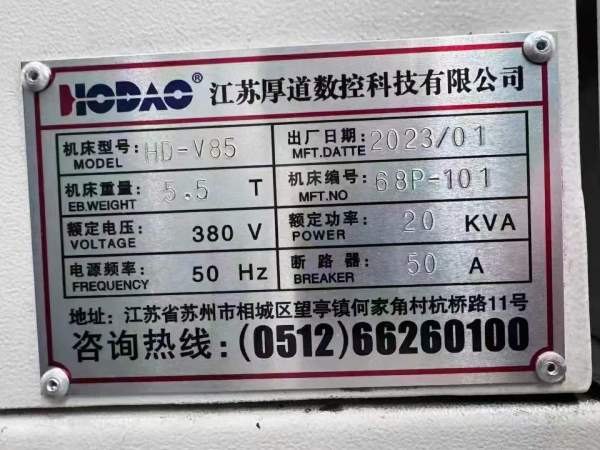 HODAO® 江苏厚道数控科技有限公司
机床型号: HD-V85 出厂日期: 2023/01
MODEL MFT.DATTE
机床重量: 5.5 T 机床编号: 68P-101
EB.WEIGHT MFT.NO
额定电压: 380 V 额定功率: 20 KVA
VOLTAGE POWER
电源频率: 50 Hz 断路器: 50 A
FREQUENCY BREAKER
地址: 江苏省苏州市相城区望亭镇何家角村杭桥路11号
咨询热线: (0512)66260100